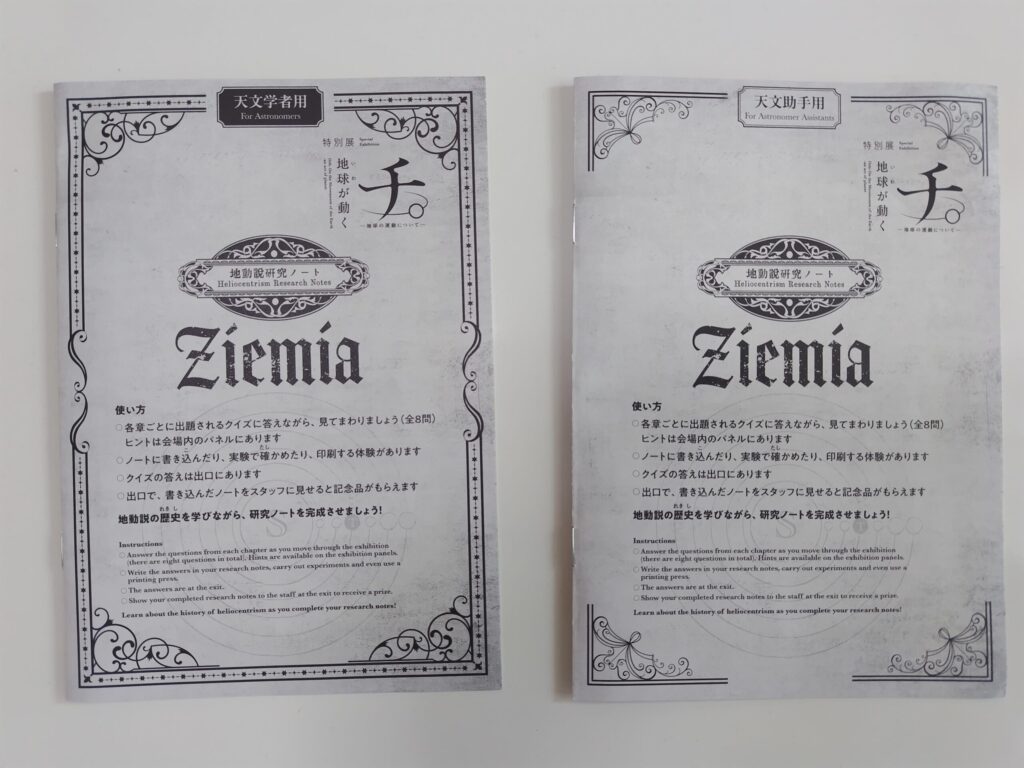 天文学者用
For Astronomers
特別展
Special
Exhibition
チ。
―地球の運動について―
地球が動く
地動説研究ノート
Heliocentrism Research Notes
Ziemia
使い方
○各章ごとに出題されるクイズに答えながら、見てまわりましょう(全8問)
ヒントは会場内のパネルにあります
○ノートに書き込んだり、実験で確かめたり、印刷する体験があります
○クイズの答えは出口にあります
○出口で、書き込んだノートをスタッフに見せると記念品がもらえます
地動説の歴史を学びながら、研究ノートを完成させましょう!
Instructions
○Answer the questions from each chapter as you move through the exhibition
(there are eight questions in total). Hints are available on the exhibition panels.
○Write the answers in your research notes, carry out experiments and even use a
printing press.
○The answers are at the exit.
○Show your completed research notes to the staff at the exit to receive a prize.
Learn about the history of heliocentrism as you complete your research notes!
天文助手用
For Astronomer Assistants
特別展
Special
Exhibition
チ。
―地球の運動について―
地球が動く
地動説研究ノート
Heliocentrism Research Notes
Ziemia
使い方
○各章ごとに出題されるクイズに答えながら、見てまわりましょう(全8問)
ヒントは会場内のパネルにあります
○ノートに書き込んだり、実験で確かめたり、印刷する体験があります
○クイズの答えは出口にあります
○出口で、書き込んだノートをスタッフに見せると記念品がもらえます
地動説の歴史を学びながら、研究ノートを完成させましょう!
Instructions
○Answer the questions from each chapter as you move through the exhibition
(there are eight questions in total). Hints are available on the exhibition panels.
○Write the answers in your research notes, carry out experiments and even use a
printing press.
○The answers are at the exit.
○Show your completed research notes to the staff at the exit to receive a prize.
Learn about the history of heliocentrism as you complete your research notes!